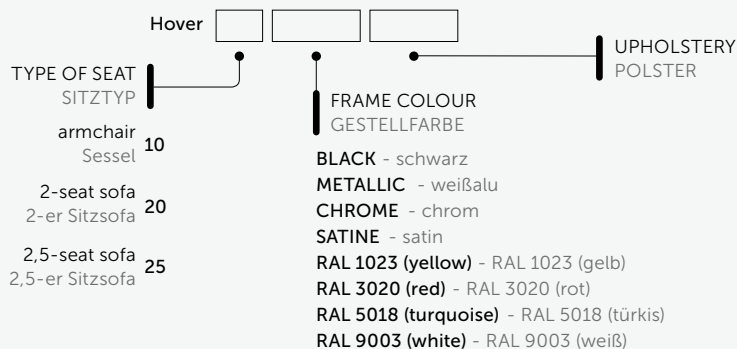 Hover
TYPE OF SEAT
SITZTYP
armchair 10
Sessel
2-seat sofa 20
2-er Sitzsofa
2,5-seat sofa 25
2,5-er Sitzsofa
FRAME COLOUR
GESTELLFARBE
BLACK - schwarz
METALLIC - weißalu
CHROME - chrom
SATINE - satin
RAL 1023 (yellow) - RAL 1023 (gelb)
RAL 3020 (red) - RAL 3020 (rot)
RAL 5018 (turquoise) - RAL 5018 (türkis)
RAL 9003 (white) - RAL 9003 (weiß)
UPHOLSTERY
POLSTER